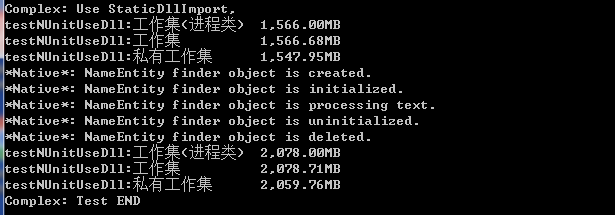 Complex: Use StaticDllImport,
testNUnitUseDll:工作集(进程类)  1,566.00MB
testNUnitUseDll:工作集  1,566.68MB
testNUnitUseDll:私有工作集  1,547.95MB
*Native*: NameEntity finder object is created.
*Native*: NameEntity finder object is initialized.
*Native*: NameEntity finder object is processing text.
*Native*: NameEntity finder object is uninitialized.
*Native*: NameEntity finder object is deleted.
testNUnitUseDll:工作集(进程类)  2,078.00MB
testNUnitUseDll:工作集  2,078.71MB
testNUnitUseDll:私有工作集  2,059.76MB
Complex: Test END